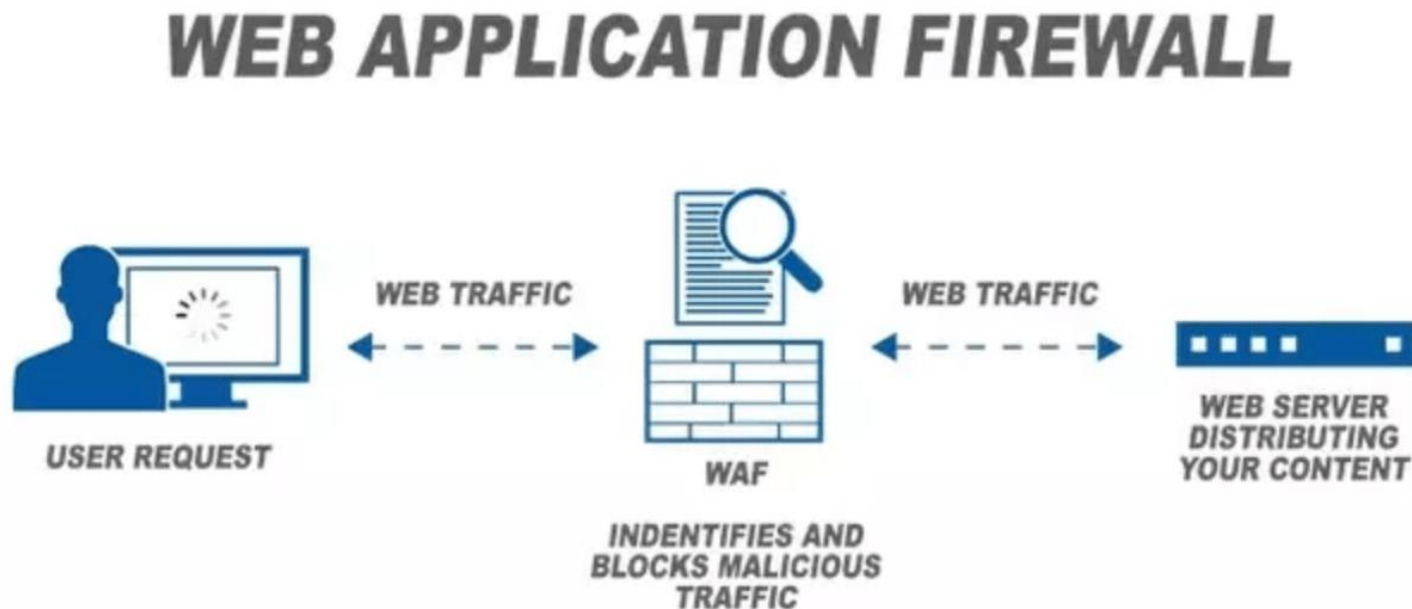 WEB APPLICATION FIREWALL
WEB TRAFFIC
WEB TRAFFIC
USER REQUEST
WAF
INDENTIFIES AND
BLOCKS MALICIOUS
TRAFFIC
WEB SERVER
DISTRIBUTING
YOUR CONTENT